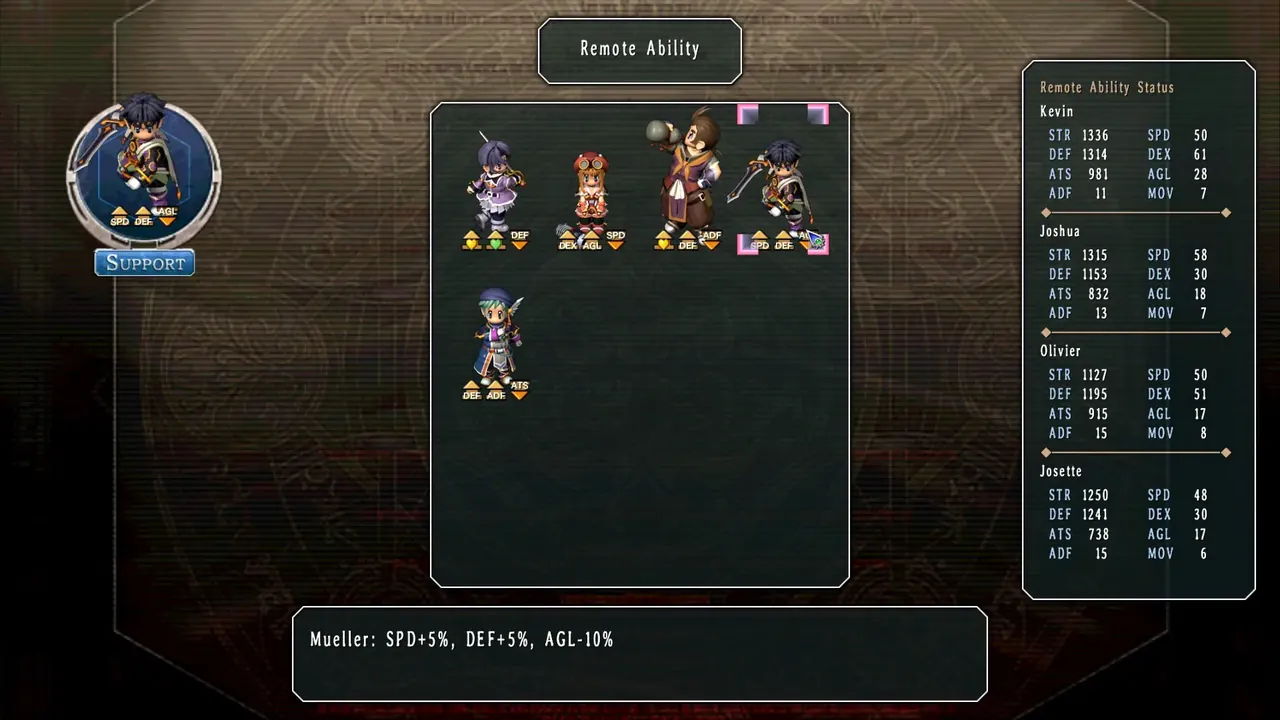 Remote Ability
SPD DEF AGL
SUPPORT
DEF
DEX AGL SPD
DEF ADF
SPD DEF
DEF ADF ATS
Remote Ability Status
Kevin
STR 1336 SPD 50
DEF 1314 DEX 61
ATS 981 AGL 28
ADF 11 MOV 7
Joshua
STR 1315 SPD 58
DEF 1153 DEX 30
ATS 832 AGL 18
ADF 13 MOV 7
Olivier
STR 1127 SPD 50
DEF 1195 DEX 51
ATS 915 AGL 17
ADF 15 MOV 8
Josette
STR 1250 SPD 48
DEF 1241 DEX 30
ATS 738 AGL 17
ADF 15 MOV 6
Mueller: SPD+5%, DEF+5%, AGL-10%